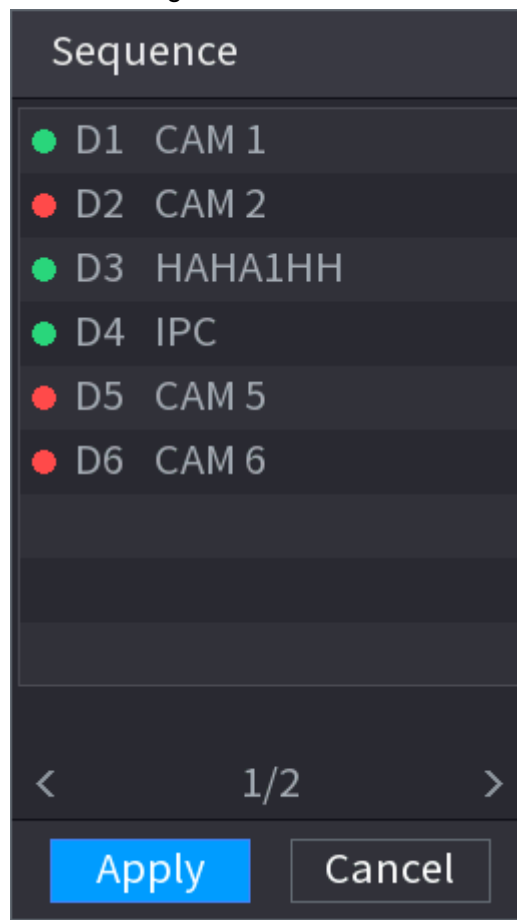 Sequence
D1 CAM 1
D2 CAM 2
D3 HAHA1HH
D4 IPC
D5 CAM 5
D6 CAM 6
< 1/2 >
Apply Cancel